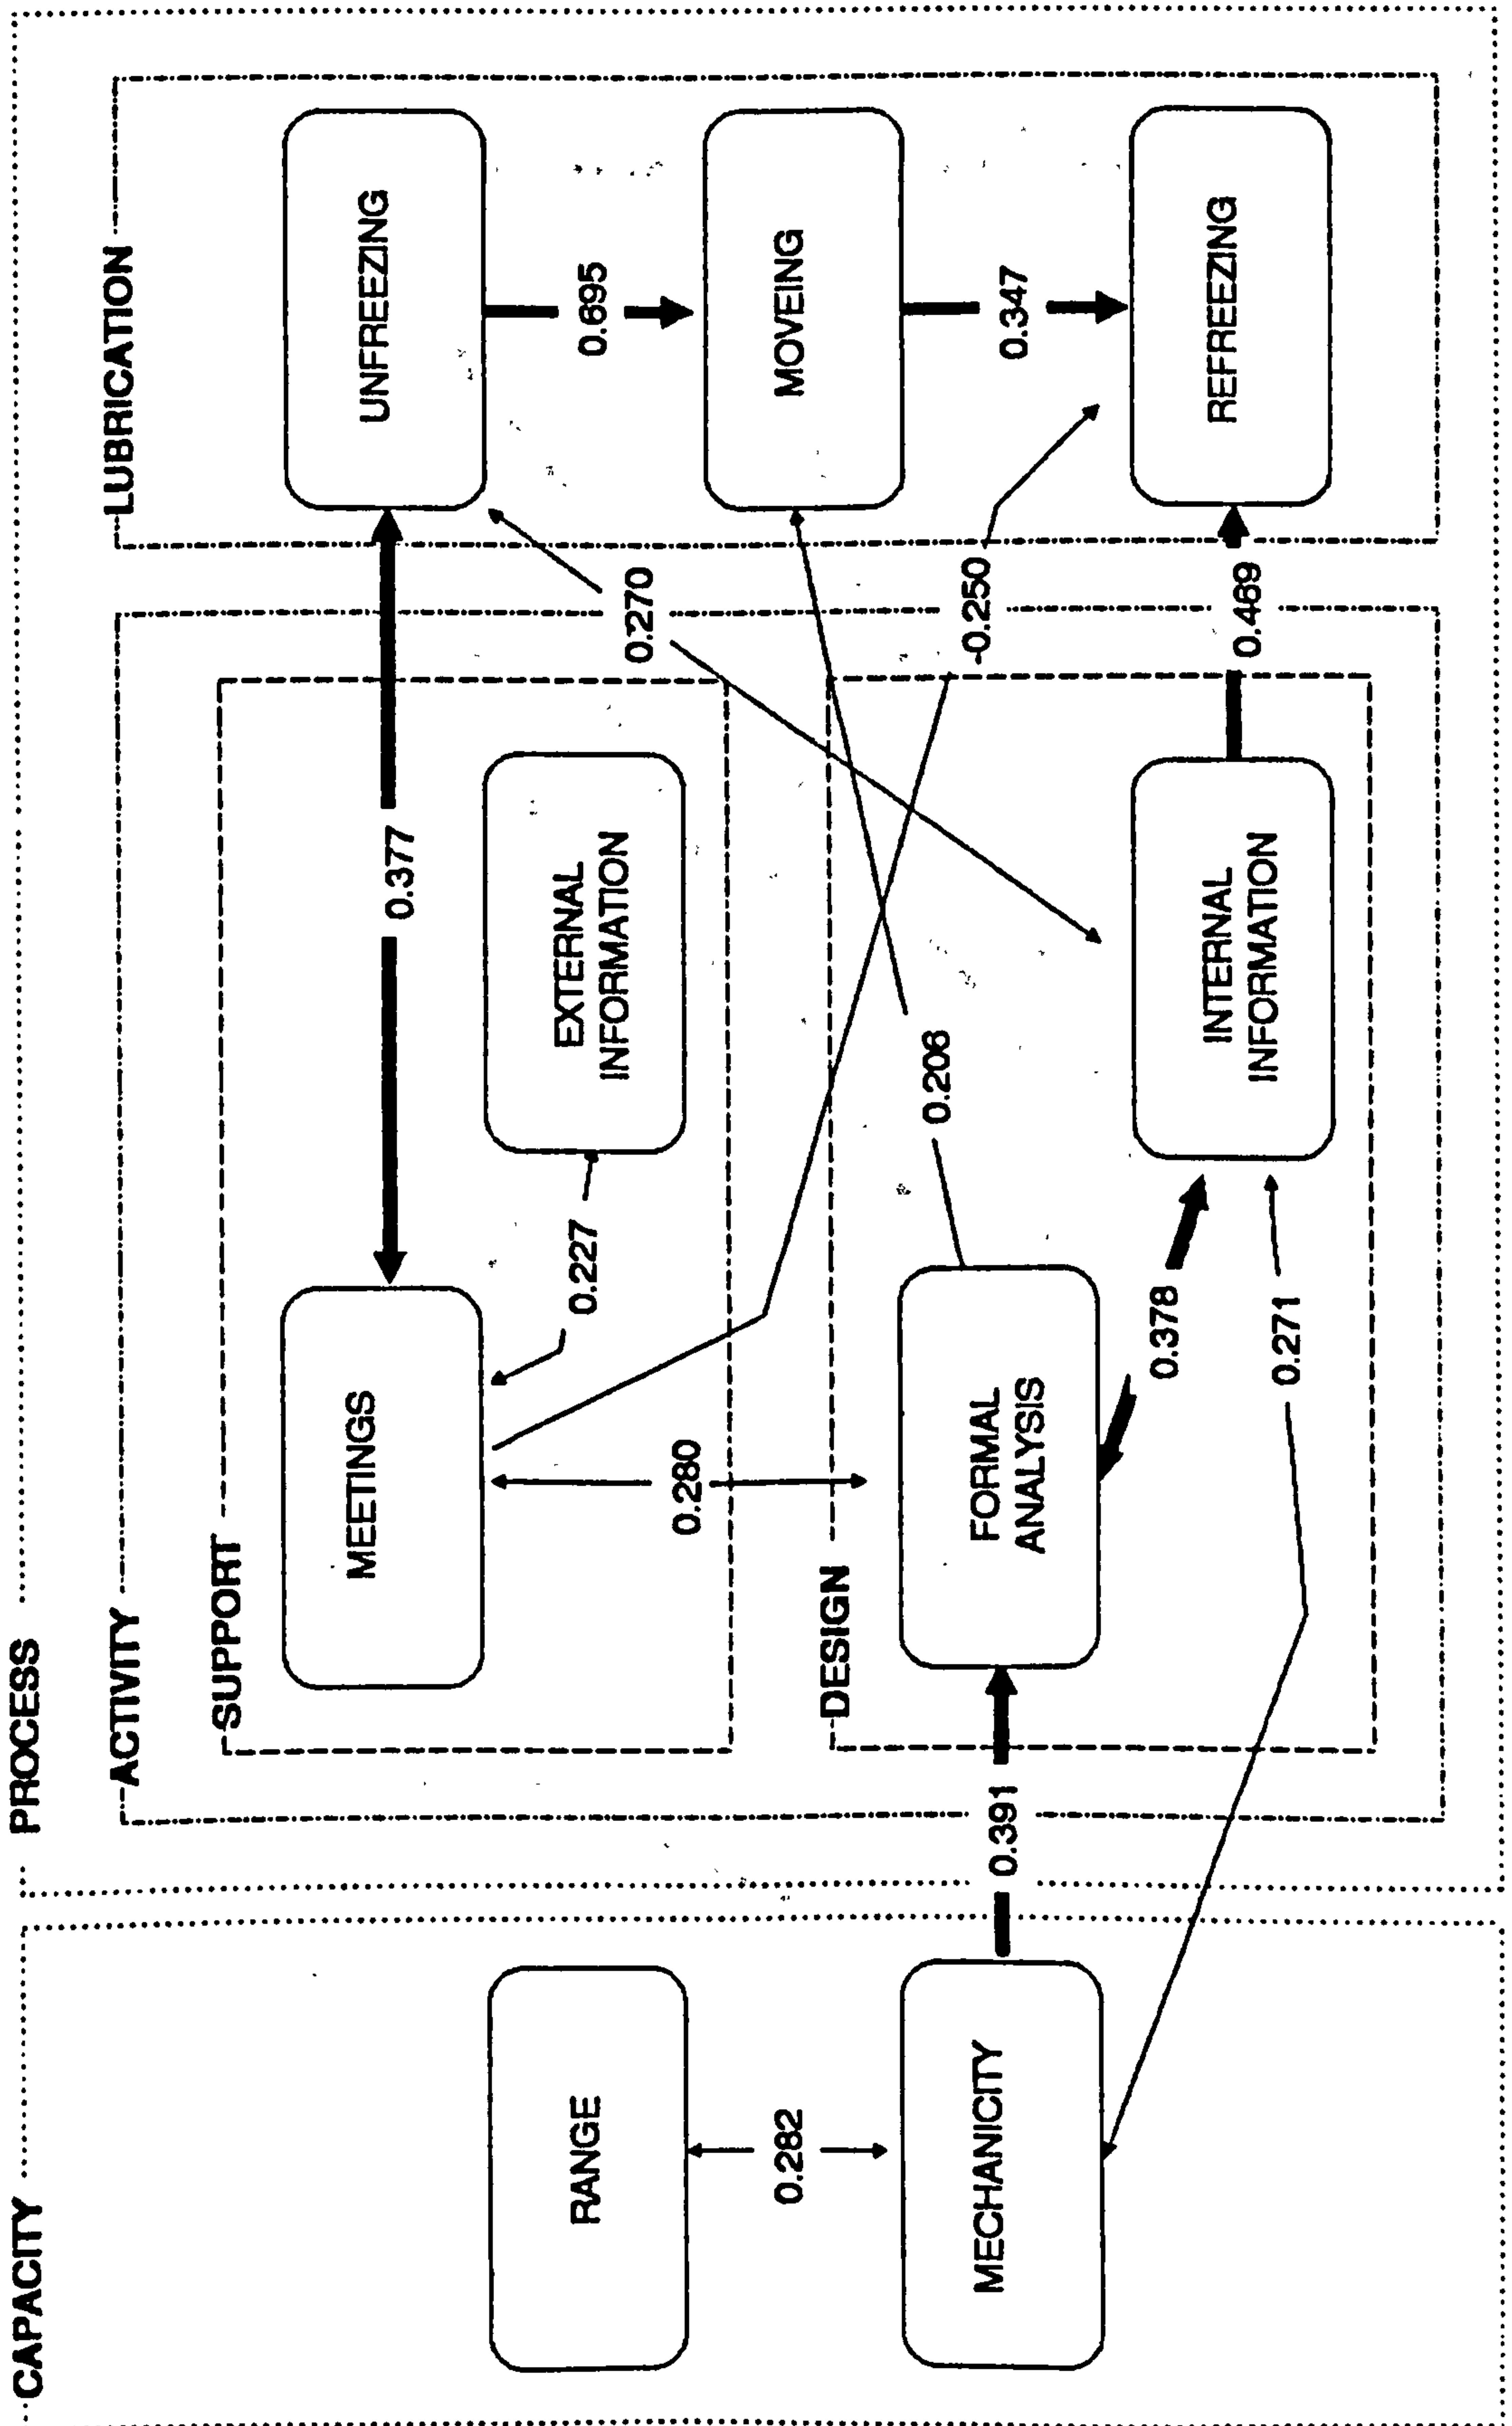 CAPACITY
PROCESS
ACTIVITY
LUBRICATION
SUPPORT
MEETINGS
0.377
UNFREEZING
RANGE
0.227
EXTERNAL
INFORMATION
0.270
0.695
0.280
0.282
DESIGN
MOVEING
MECHANICITY
0.391
FORMAL
ANALYSIS
0.206
-0.250
0.347
0.378
0.271
INTERNAL
INFORMATION
0.469
REFREEZING